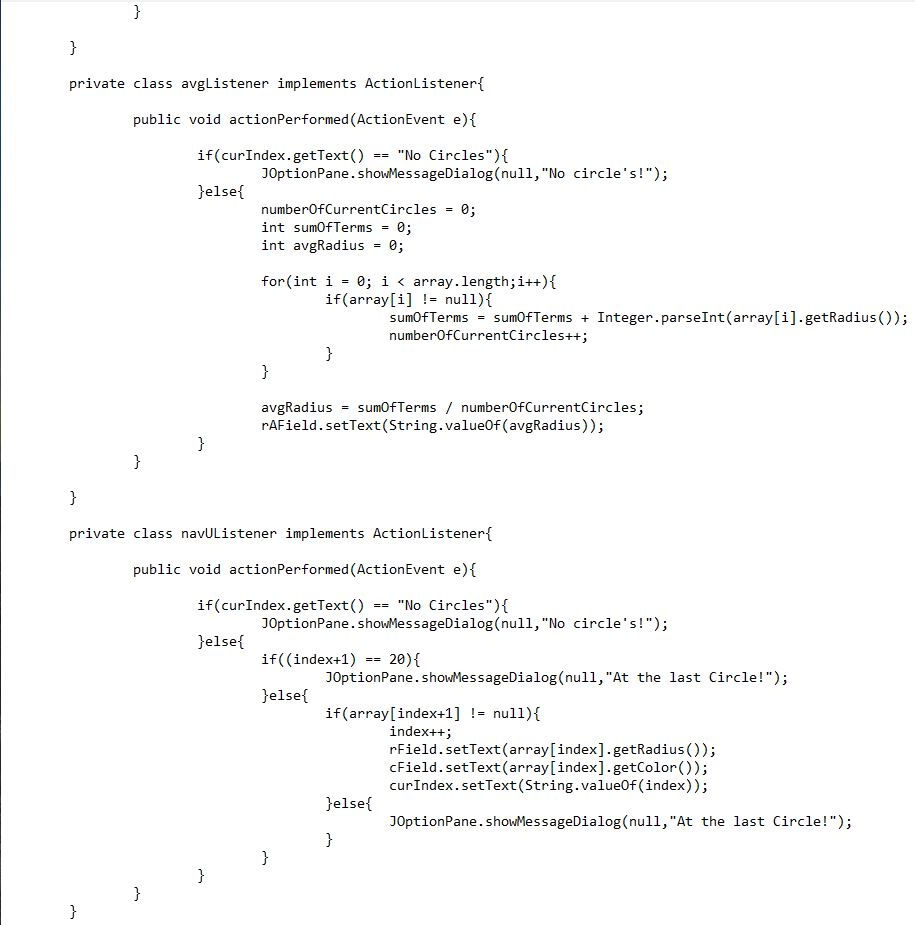 }
}
private class avgListener implements ActionListener{
public void actionPerformed(ActionEvent e){
if(curIndex.getText() == "No Circles"){
JOptionPane.showMessageDialog(null,"No circle's!");
}else{
numberOfCurrentCircles = 0;
int sumOfTerms = 0;
int avgRadius = 0;
for(int i = 0; i < array.length;i++){
if(array[i] != null){
sumOfTerms = sumOfTerms + Integer.parseInt(array[i].getRadius());
numberOfCurrentCircles++;
}
}
avgRadius = sumOfTerms / numberOfCurrentCircles;
rAField.setText(String.valueOf(avgRadius));
}
}
}
private class navUListener implements ActionListener{
public void actionPerformed(ActionEvent e){
if(curIndex.getText() == "No Circles"){
JOptionPane.showMessageDialog(null,"No circle's!");
}else{
if((index+1) == 20){
JOptionPane.showMessageDialog(null,"At the last Circle!");
}else{
if(array[index+1] != null){
index++;
rField.setText(array[index].getRadius());
cField.setText(array[index].getColor());
curIndex.setText(String.valueOf(index));
}else{
JOptionPane.showMessageDialog(null,"At the last Circle!");
}
}
}
}
}